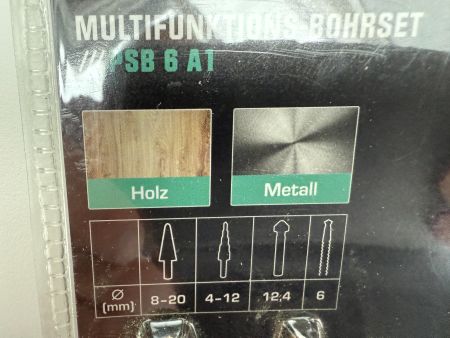 MULTIFUNKTIONS-BOHRSET
/// PSB 6 A1
Holz Metall
Ø
(mm) 8-20 4-12 12,4 6